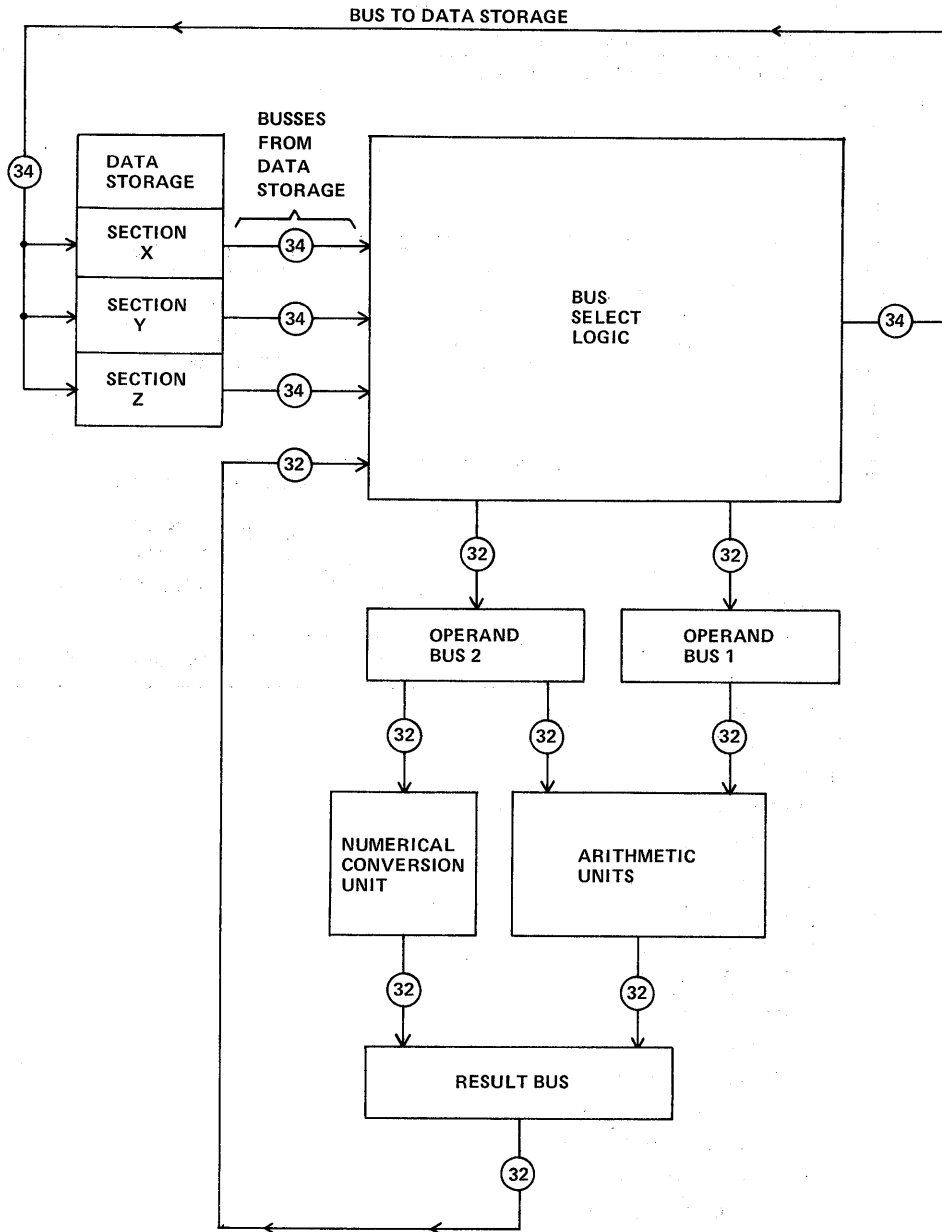 BUS TO DATA STORAGE
BUSSES
FROM
DATA
STORAGE
34
DATA
STORAGE
SECTION
X
34
SECTION
Y
34
SECTION
Z
34
32
BUS
SELECT
LOGIC
34
32
32
OPERAND
BUS 2
OPERAND
BUS 1
32
32
32
NUMERICAL
CONVERSION
UNIT
ARITHMETIC
UNITS
32
32
RESULT BUS
32